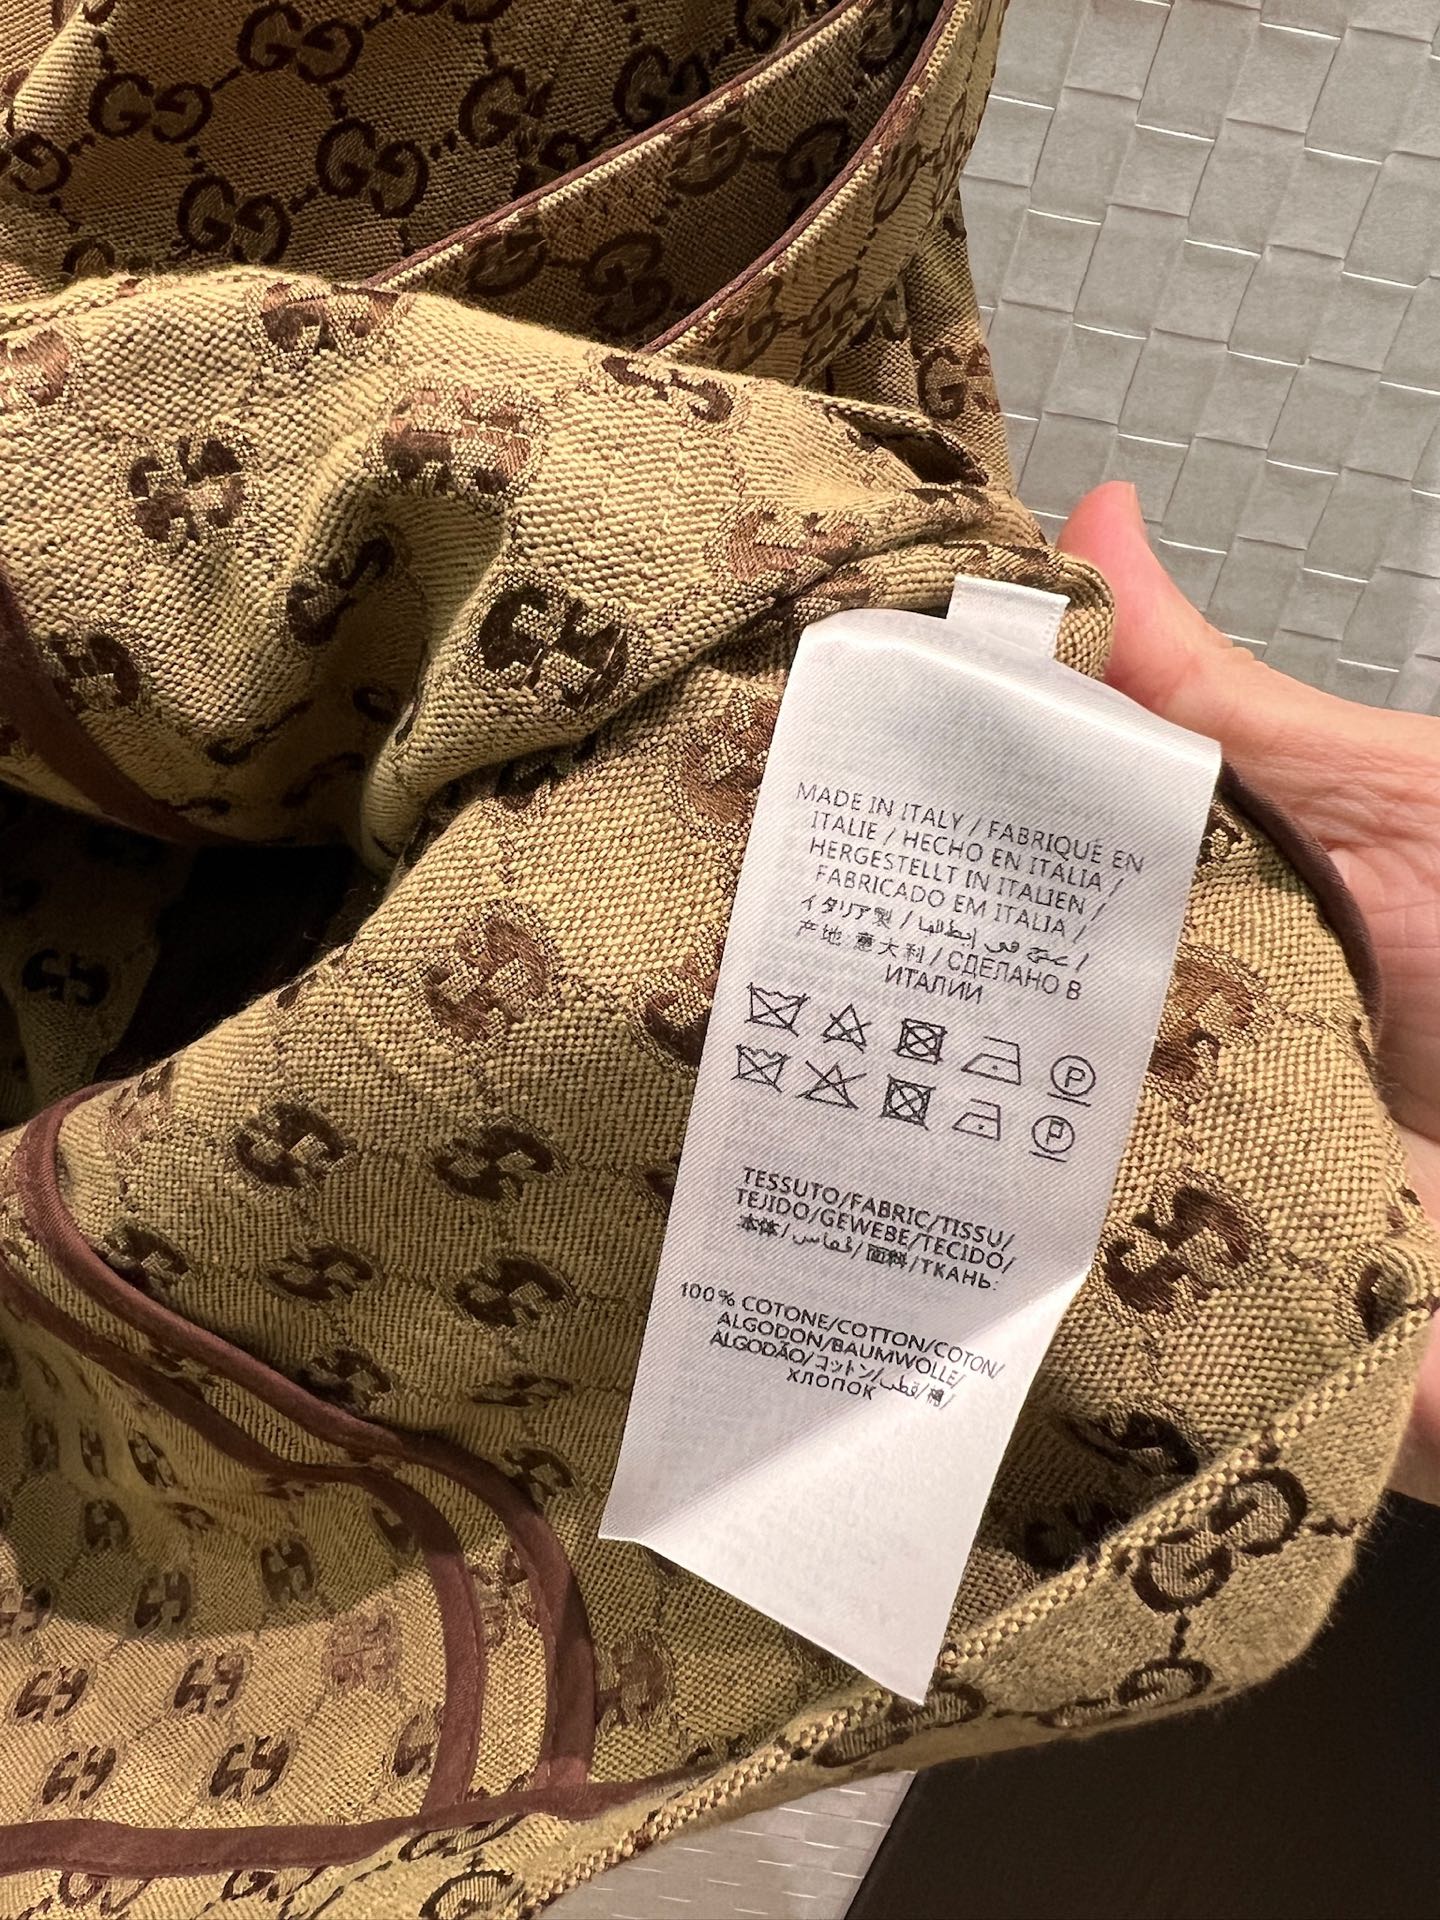 MADE IN ITALY / FABRIQUÉ EN
ITALIE / HECHO EN ITALIA /
HERGESTELLT IN ITALIEN /
FABRICADO EM ITALIA /
イタリア製 / صنع في إيطاليا /
产地 意大利 / СДЕЛАНО В
ИТАЛИИ
P
P
TESSUTO/FABRIC/TISSU/
TEJIDO/GEWEBE/TECIDO/
本体/قماش/面料/ТКАНЬ:
100% COTONE/COTTON/COTON/
ALGODON/BAUMWOLLE/
ALGODÃO/コットン/قطن/棉/
ХЛОПОК